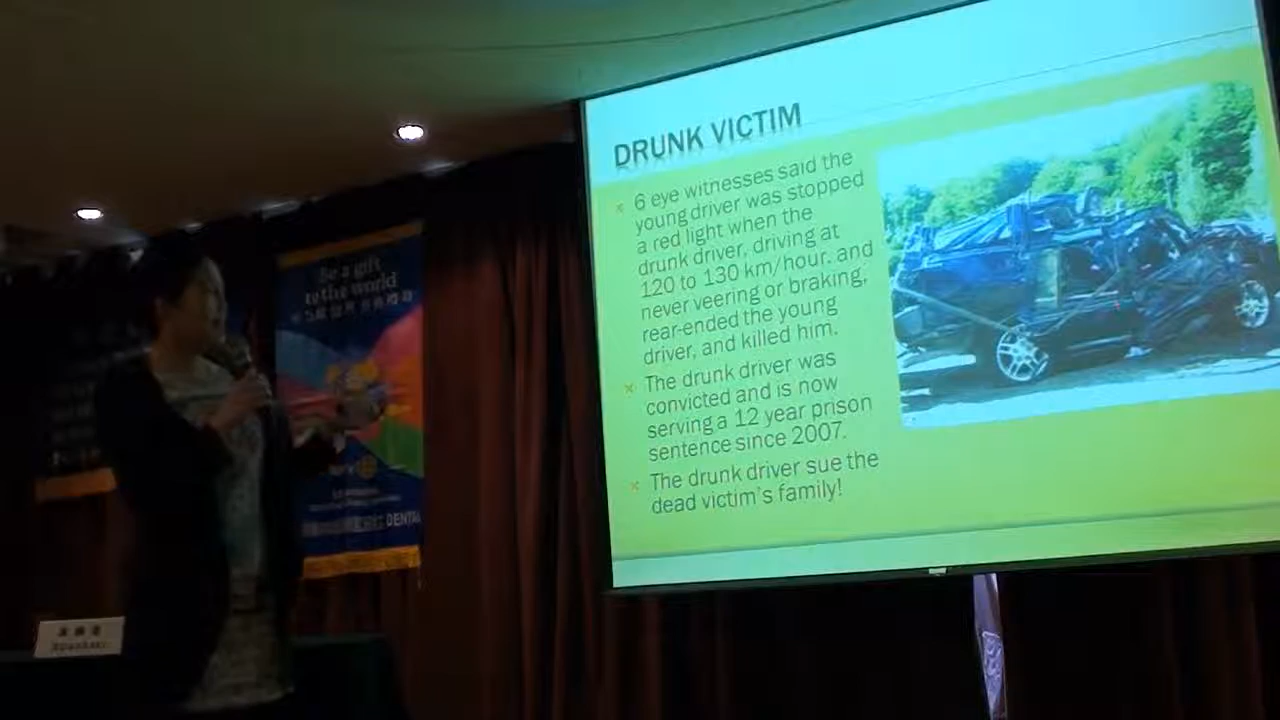 DRUNK VICTIM
6 eye witnesses said the
young driver was stopped
a red light when the
drunk driver, driving at
120 to 130 km/hour. and
never veering or braking,
rear-ended the young
driver, and killed him.
The drunk driver was
convicted and is now
serving a 12 year prison
sentence since 2007.
The drunk driver sue the
dead victim's family!
Be a gift
to the world